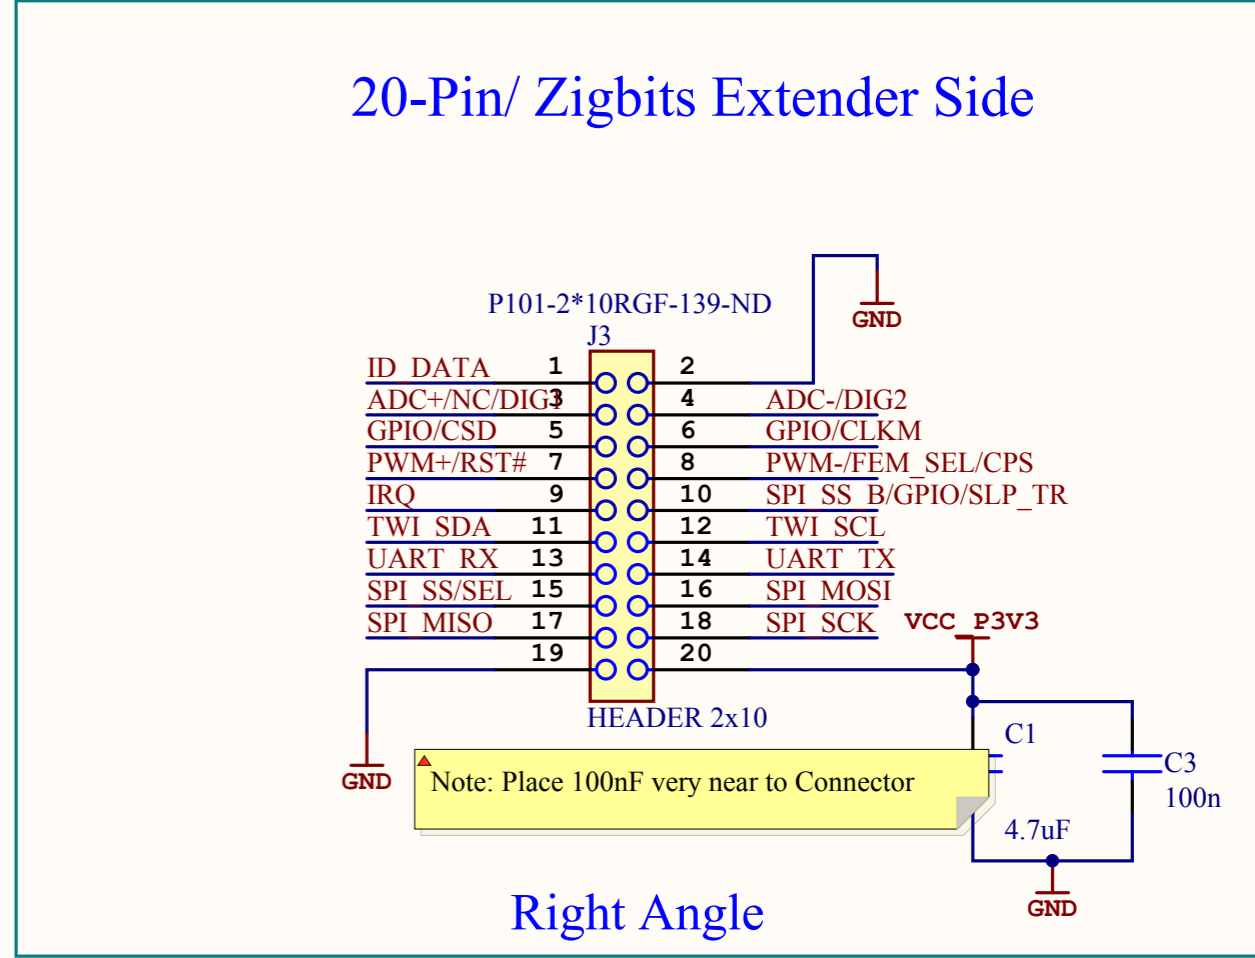 20-Pin/ Zigbits Extender Side
GND
P101-2*10RGF-139-ND
J3
ID_DATA 1 2
ADC+/NC/DIG1 3 4 ADC-/DIG2
GPIO/CSD 5 6 GPIO/CLKM
PWM+/RST# 7 8 PWM-/FEM_SEL/CPS
IRQ 9 10 SPI_SS_B/GPIO/SLP_TR
TWI_SDA 11 12 TWI_SCL
UART_RX 13 14 UART_TX
SPI_SS/SEL 15 16 SPI_MOSI
SPI_MISO 17 18 SPI_SCK VCC_P3V3
19 20
HEADER 2x10
C1
GND Note: Place 100nF very near to Connector C3
100n
4.7uF
Right Angle GND